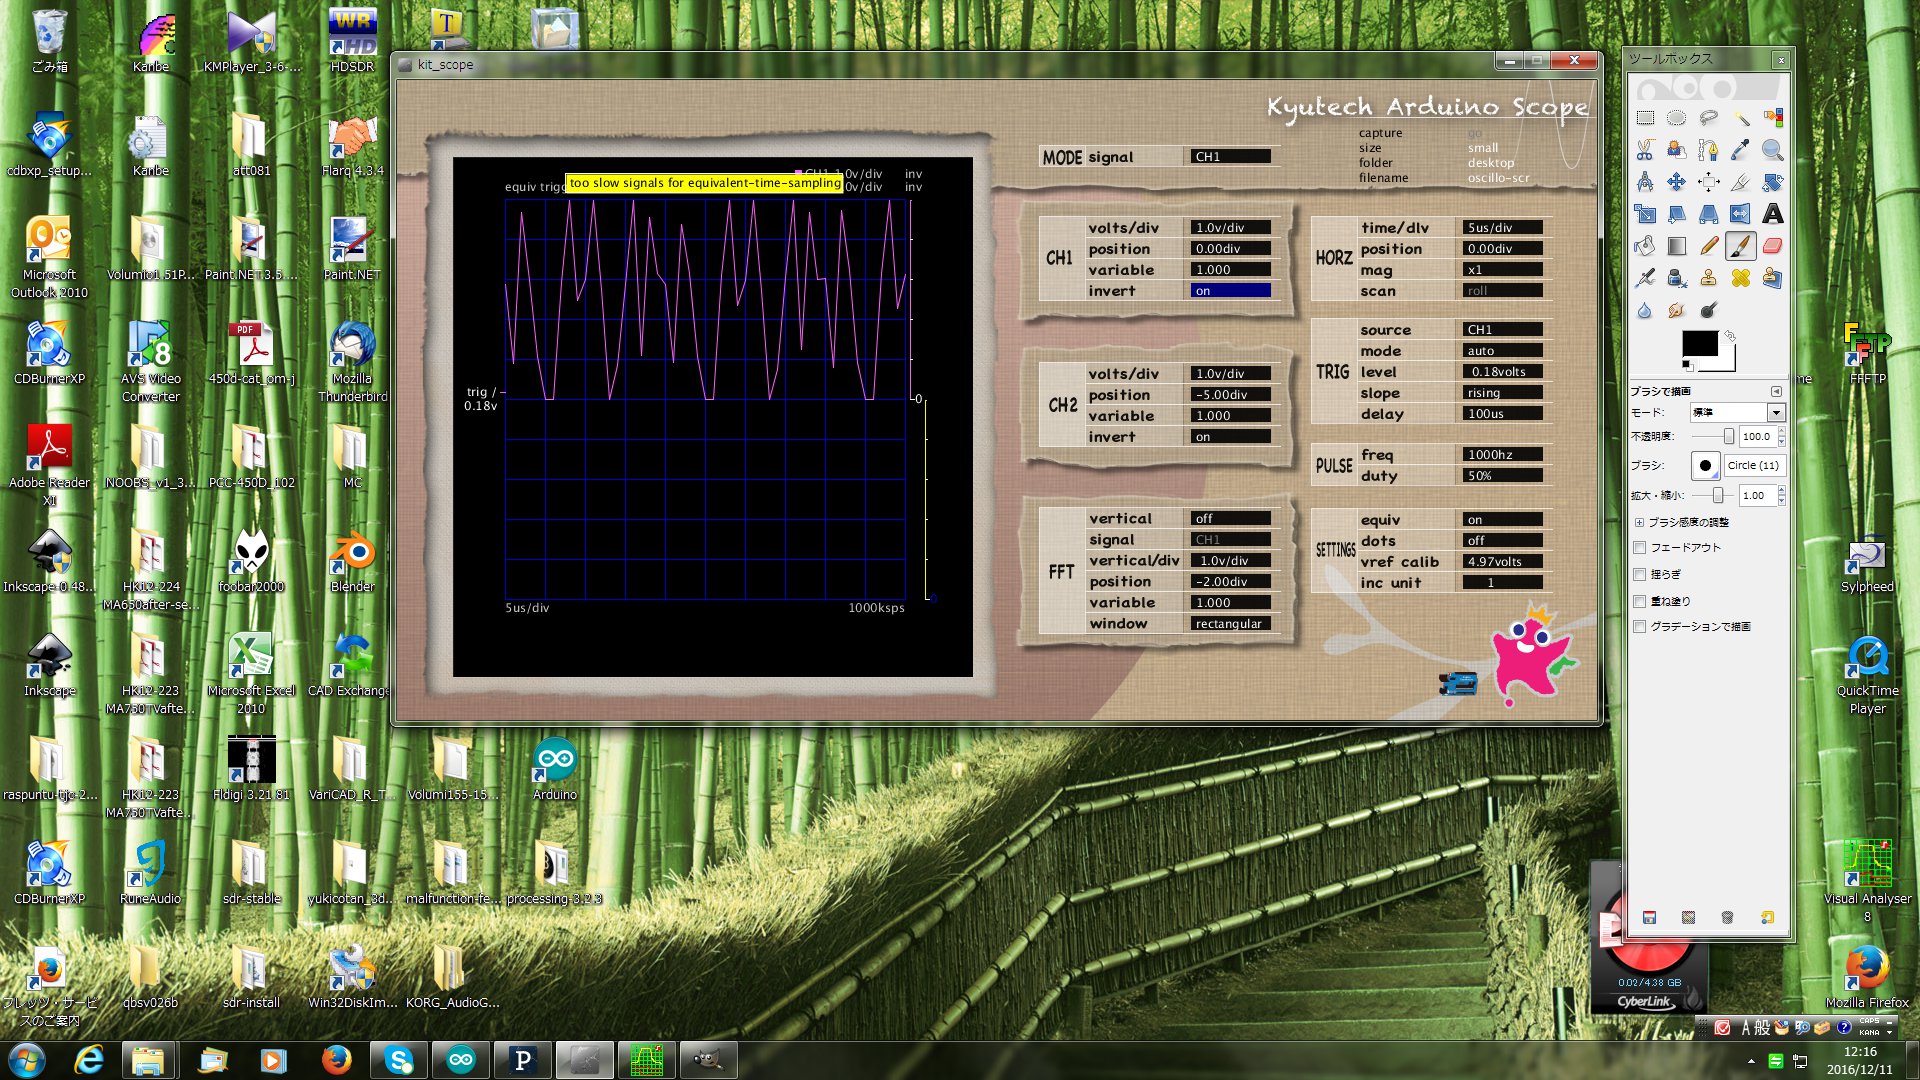 ごみ箱
Kanbe
KMPlayer_3-6-...
HDSDR
cdbxp_setup...
Kanbe
att081
Flarq 4.3.4
Microsoft
Outlook 2010
Volumio1.51P...
Paint.NET.3.5....
Paint.NET
CDBurnerXP
AVS Video
Converter
450d-cat_om-j
Mozilla
Thunderbird
Adobe Reader
XI
NOOBS_v1_3...
PCC-450D_102
MC
Inkscape-0.48...
HK12-224
MA650after-se...
foobar2000
Blender
Inkscape
HK12-223
MA750TVafte...
Microsoft Excel
2010
CAD Exchang
raspuntu-tjc-2...
HK12-223
MA750TVafte...
Fldigi 3.21.81
VariCAD_R_T...
Volumi155-15...
Arduino
CDBurnerXP
RuneAudio
sdr-stable
yukicotan_3d...
malfunction-fe...
processing-3.2.3
フレッツ・サービ
スのご案内
qbsv026b
sdr-install
Win32DiskIm...
KORG_AudioG...
kit_scope
Kyutech Arduino Scope
capture go
size small
folder desktop
filename oscillo-scr
MODE signal CH1
equiv trigg
too slow signals for equivalent-time-sampling
0v/div inv
0v/div inv
trig /
0.18v
0
5us/div 1000ksps
CH1
volts/div 1.0v/div
position 0.00div
variable 1.000
invert on
CH2
volts/div 1.0v/div
position -5.00div
variable 1.000
invert on
FFT
vertical off
signal CH1
vertical/div 1.0v/div
position -2.00div
variable 1.000
window rectangular
HORZ
time/dlv 5us/div
position 0.00div
mag x1
scan roll
TRIG
source CH1
mode auto
level 0.18volts
slope rising
delay 100us
PULSE
freq 1000hz
duty 50%
SETTINGS
equiv on
dots off
vref calib 4.97volts
inc unit 1
ツールボックス
ブラシで描画
モード: 標準
不透明度: 100.0
ブラシ: Circle (11)
拡大・縮小: 1.00
ブラシ感度の調整
フェードアウト
揺らぎ
重ね塗り
グラデーションで描画
me
FFFTP
Sylpheed
QuickTime
Player
Visual Analyser
8
Mozilla Firefox
0.02/4.38 GB
CyberLink
A 般
CAPS
KANA
12:16
2016/12/11